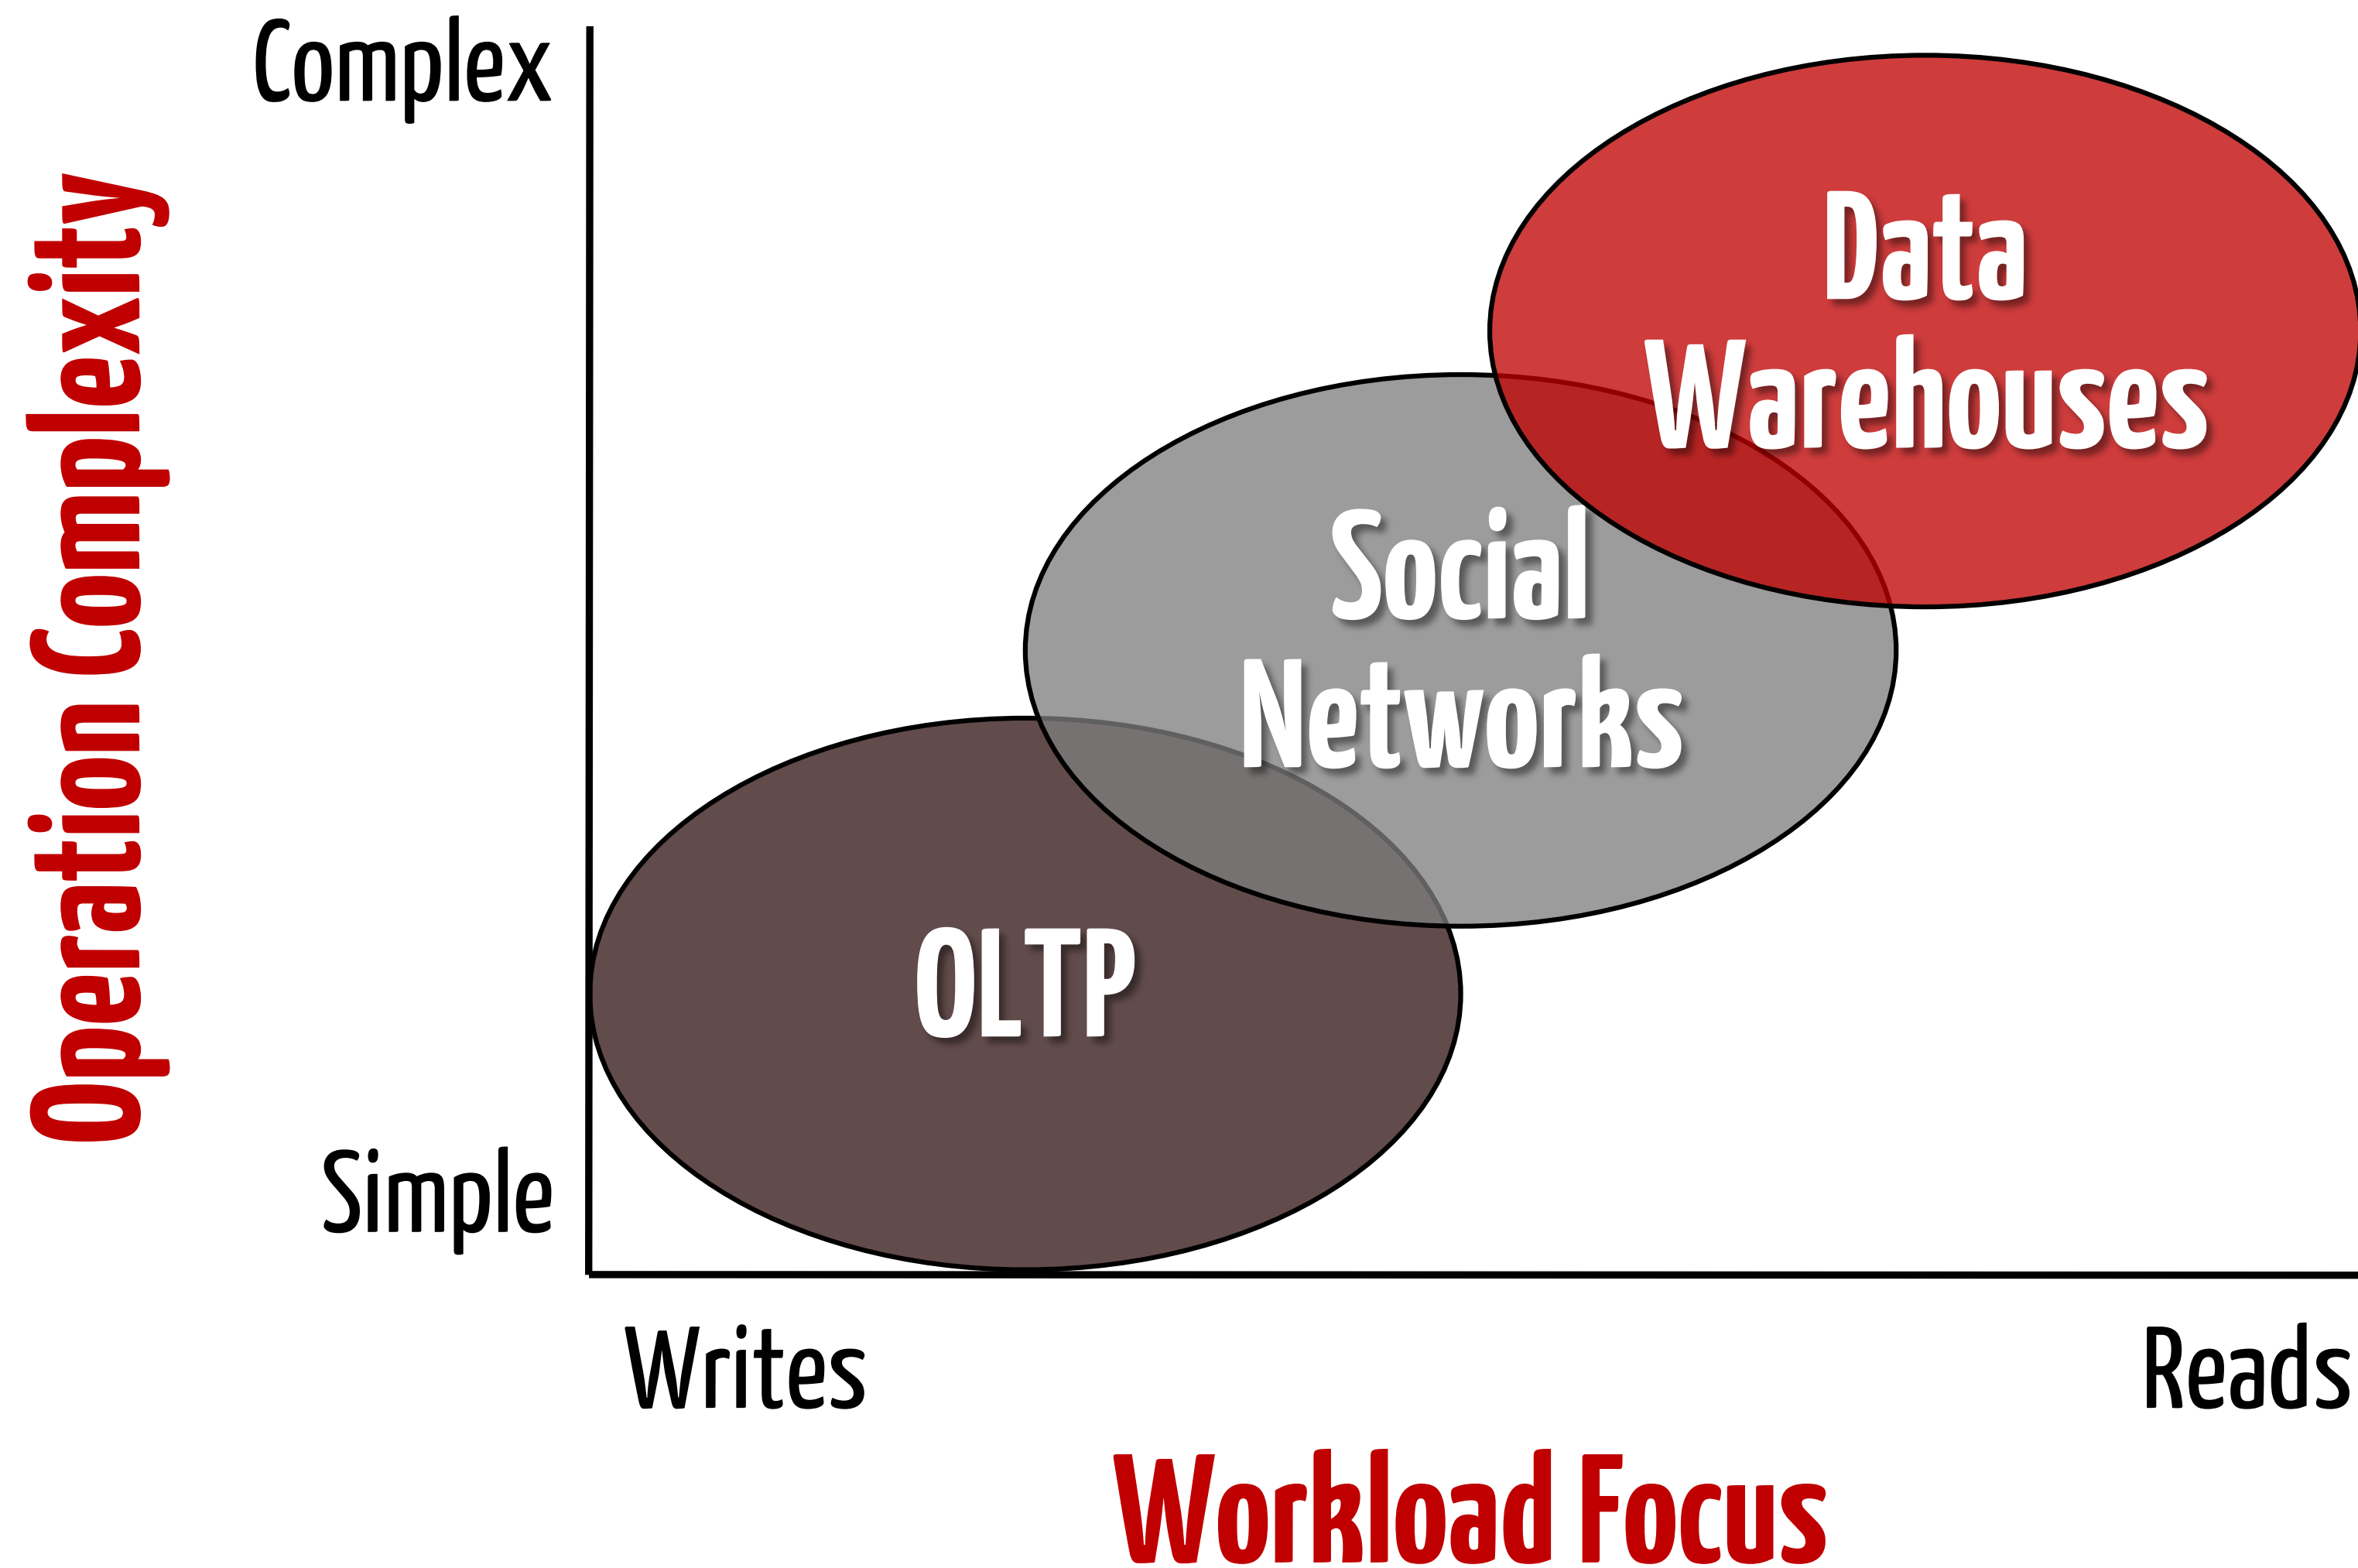 Complex
Operation Complexity
Data
Warehouses
Social
Networks
OLTP
Simple
Writes
Reads
Workload Focus